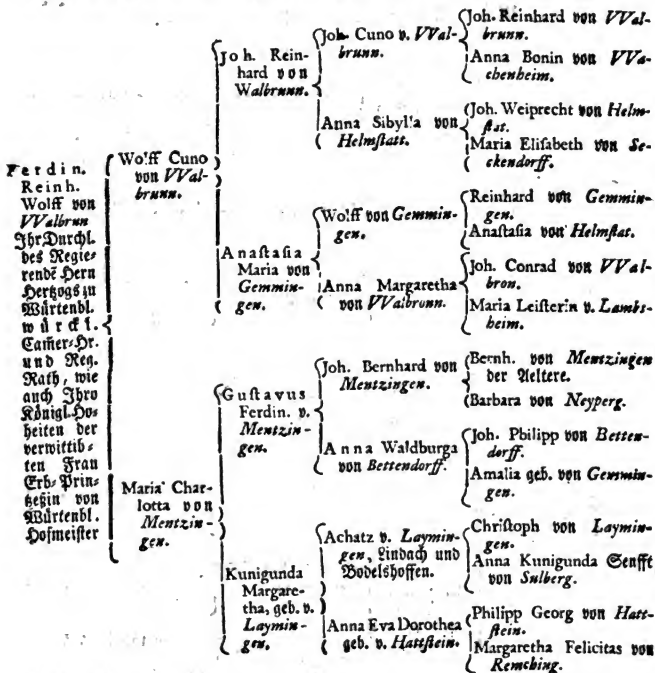 Ferdin.
Reinh.
Wolff von
VValbrun
Ihr Durchl.
des Regie-
rendē Hern
Hertzogs zu
Würtenbl.
würckl.
Cam̃er-Hr.
und Reg.
Rath, wie
auch Ihro
Königl. Ho-
heiten der
verwittib-
ten Frau
Erb-Prin-
tzeßin von
Würtenbl.
Hofmeister
Wolff Cuno
von VVal-
brunn.
Maria Char-
lotta von
Mentzin-
gen.
Joh. Rein-
hard von
Walbrunn.
Anastasia
Maria von
Gemmin-
gen.
Gustavus
Ferdin. v.
Mentzin-
gen.
Kunigunda
Margare-
tha, geb. v.
Laymin-
gen.
Joh. Cuno v. VVal-
brunn.
Anna Sibylla von
Helmstatt.
Wolff von Gemmin-
gen.
Anna Margaretha
von VValbronn.
Joh. Bernhard von
Mentzingen.
Anna Waldburga
von Bettendorff.
Achatz v. Laymin-
gen, Lindach und
Bodelshoffen.
Anna Eva Dorothea
geb. v. Hattstein.
Joh. Reinhard von VVal-
brunn.
Anna Bonin von VVa-
chenheim.
Joh. Weiprecht von Helm-
stat.
Maria Elisabeth von Se-
ckendorff.
Reinhard von Gemmin-
gen.
Anastasia von Helmstat.
Joh. Conrad von VVal-
bron.
Maria Leisterin v. Lambs-
heim.
Bernh. von Mentzingen
der Aeltere.
Barbara von Neyperg.
Joh. Philipp von Betten-
dorff.
Amalia geb. von Gemmin-
gen.
Christoph von Laymin-
gen.
Anna Kunigunda Senfft
von Sulberg.
Philipp Georg von Hatt-
stein.
Margaretha Felicitas von
Remching.